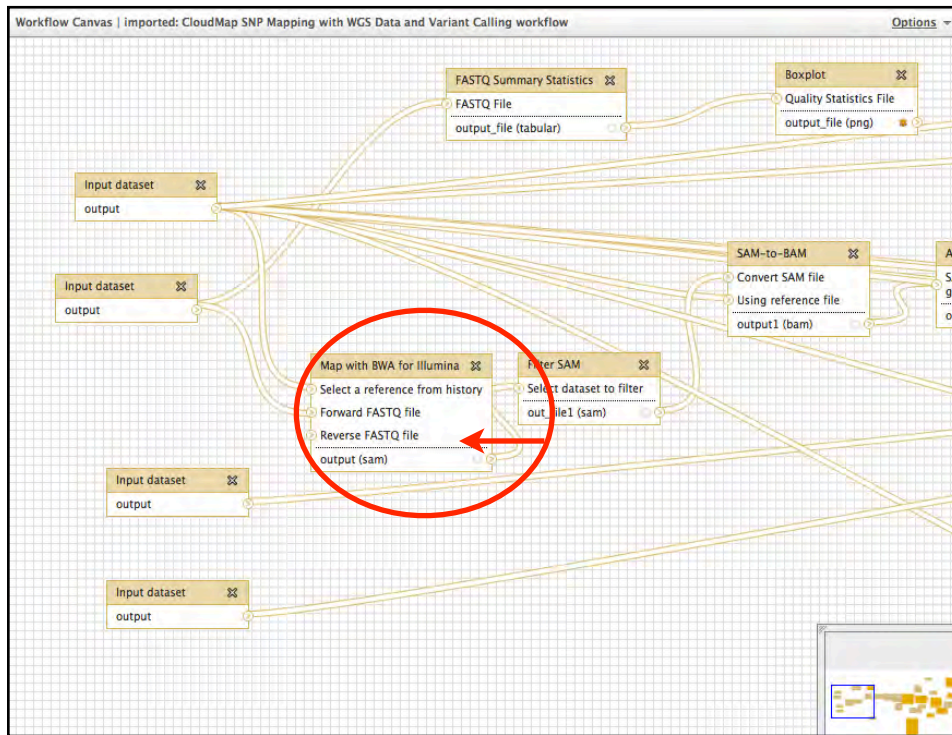 Workflow Canvas | imported: CloudMap SNP Mapping with WGS Data and Variant Calling workflow
Options
FASTQ Summary Statistics
FASTQ File
output_file (tabular)
Boxplot
Quality Statistics File
output_file (png)
Input dataset
output
Input dataset
output
SAM-to-BAM
Convert SAM file
Using reference file
output1 (bam)
A
S
g
o
Map with BWA for Illumina
Select a reference from history
Forward FASTQ file
Reverse FASTQ file
output (sam)
Filter SAM
Select dataset to filter
out_file1 (sam)
Input dataset
output
Input dataset
output